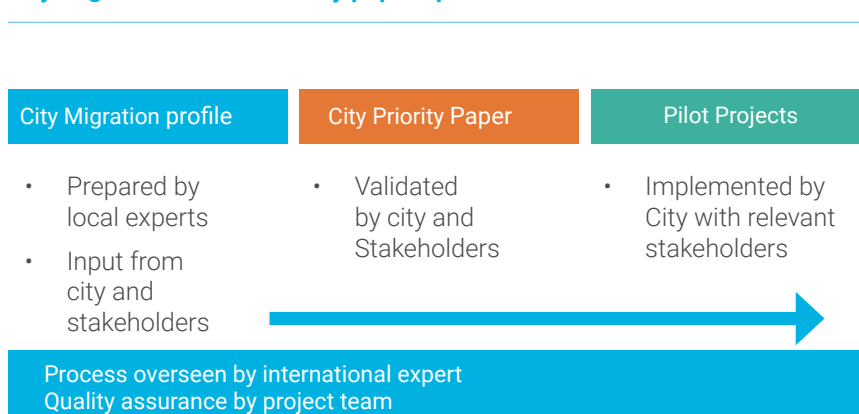 City Migration profile
City Priority Paper
Pilot Projects
• Prepared by
local experts
• Input from
city and
stakeholders
• Validated
by city and
Stakeholders
• Implemented by
City with relevant
stakeholders
Process overseen by international expert
Quality assurance by project team